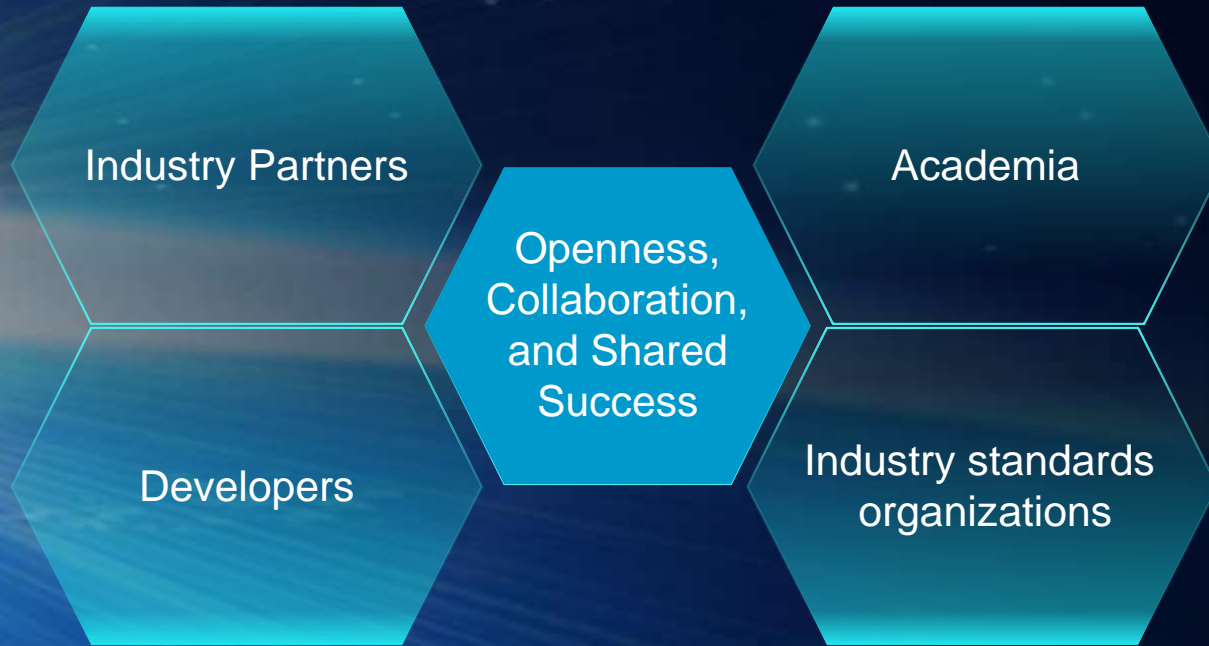 Industry Partners
Academia
Openness,
Collaboration,
and Shared
Success
Developers
Industry standards
organizations